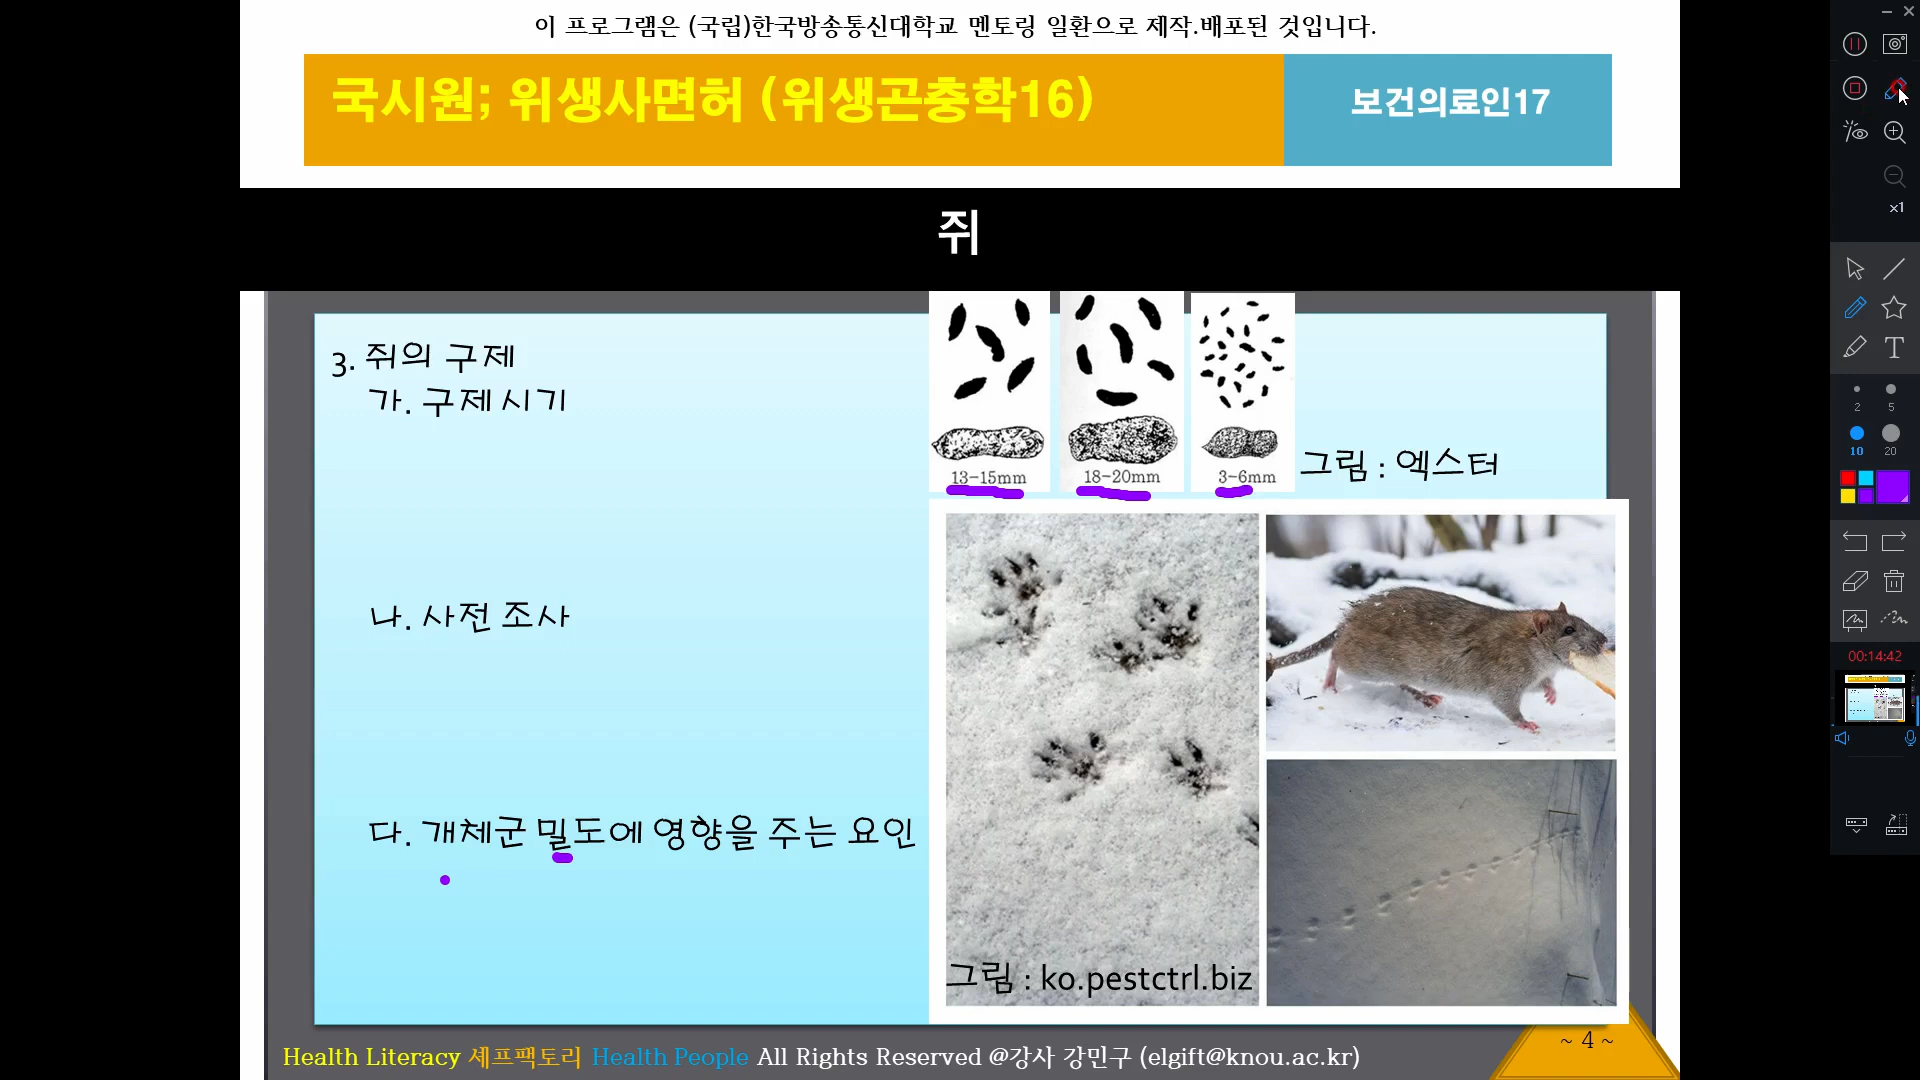 이 프로그램은 (국립)한국방송통신대학교 멘토링 일환으로 제작.배포된 것입니다.
국시원; 위생사면허 (위생곤충학16)
보건의료인17
쥐
3. 쥐의 구제
가. 구제시기
나. 사전 조사
다. 개체군 밀도에 영향을 주는 요인
13-15mm
18-20mm
3-6mm
그림 : 엑스터
그림 : ko.pestctrl.biz
~ 4 ~
Health Literacy 셰프팩토리 Health People All Rights Reserved @강사 강민구 (elgift@knou.ac.kr)
x1
T
2
5
10
20
00:14:42